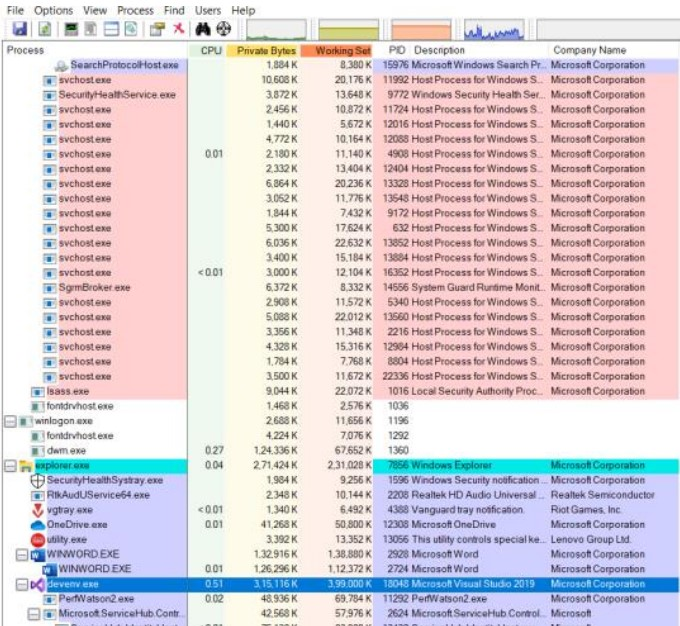 File Options View Process Find Users Help
Process CPU Private Bytes Working Set PID Description Company Name
SearchProtocolHost.exe 1,884 K 8,380 K 15976 Microsoft Windows Search Pr... Microsoft Corporation
svchost.exe 10,608 K 20,176 K 11992 Host Process for Windows S... Microsoft Corporation
SecurityHealthService.exe 3,872 K 13,648 K 9772 Windows Security Health Ser... Microsoft Corporation
svchost.exe 2,456 K 10,872 K 11724 Host Process for Windows S... Microsoft Corporation
svchost.exe 1,440 K 5,672 K 12016 Host Process for Windows S... Microsoft Corporation
svchost.exe 4,772 K 10,164 K 12088 Host Process for Windows S... Microsoft Corporation
svchost.exe 0.01 2,180 K 11,140 K 4908 Host Process for Windows S... Microsoft Corporation
svchost.exe 2,332 K 13,404 K 12404 Host Process for Windows S... Microsoft Corporation
svchost.exe 6,864 K 20,236 K 13328 Host Process for Windows S... Microsoft Corporation
svchost.exe 3,052 K 11,776 K 13548 Host Process for Windows S... Microsoft Corporation
svchost.exe 1,844 K 7,432 K 9172 Host Process for Windows S... Microsoft Corporation
svchost.exe 5,300 K 17,624 K 632 Host Process for Windows S... Microsoft Corporation
svchost.exe 6,036 K 22,632 K 13852 Host Process for Windows S... Microsoft Corporation
svchost.exe 3,400 K 15,184 K 13884 Host Process for Windows S... Microsoft Corporation
svchost.exe < 0.01 3,000 K 12,104 K 16352 Host Process for Windows S... Microsoft Corporation
SgrmBroker.exe 6,372 K 8,332 K 14556 System Guard Runtime Monit... Microsoft Corporation
svchost.exe 2,908 K 11,572 K 5340 Host Process for Windows S... Microsoft Corporation
svchost.exe 5,088 K 22,012 K 13560 Host Process for Windows S... Microsoft Corporation
svchost.exe 3,356 K 11,348 K 2216 Host Process for Windows S... Microsoft Corporation
svchost.exe 4,328 K 15,316 K 12984 Host Process for Windows S... Microsoft Corporation
svchost.exe 1,784 K 7,768 K 8804 Host Process for Windows S... Microsoft Corporation
svchost.exe 3,500 K 11,672 K 22336 Host Process for Windows S... Microsoft Corporation
lsass.exe 9,044 K 22,072 K 1016 Local Security Authority Proc... Microsoft Corporation
fontdrvhost.exe 1,468 K 2,576 K 1036
winlogon.exe 2,688 K 11,656 K 1196
fontdrvhost.exe 4,224 K 7,076 K 1292
dwm.exe 0.27 1,24,336 K 67,652 K 1360
explorer.exe 0.04 2,71,424 K 2,31,028 K 7856 Windows Explorer Microsoft Corporation
SecurityHealthSystray.exe 1,984 K 9,256 K 1596 Windows Security notification ... Microsoft Corporation
RtkAudUService64.exe 2,348 K 10,144 K 2208 Realtek HD Audio Universal ... Realtek Semiconductor
vgtray.exe < 0.01 1,340 K 6,492 K 4388 Vanguard tray notification. Riot Games, Inc.
OneDrive.exe 0.01 41,268 K 50,800 K 12308 Microsoft OneDrive Microsoft Corporation
utility.exe 3,392 K 13,352 K 13056 This utility controls special ke... Lenovo Group Ltd.
WINWORD.EXE 1,32,916 K 1,38,880 K 2928 Microsoft Word Microsoft Corporation
WINWORD.EXE 0.01 1,26,296 K 1,12,372 K 2724 Microsoft Word Microsoft Corporation
devenv.exe 0.51 3,15,116 K 3,99,000 K 18048 Microsoft Visual Studio 2019 Microsoft Corporation
PerfWatson2.exe 0.02 48,936 K 69,784 K 11292 PerfWatson2.exe Microsoft Corporation
Microsoft.ServiceHub.Contr... 42,568 K 57,976 K 2624 Microsoft.ServiceHub.Control... Microsoft